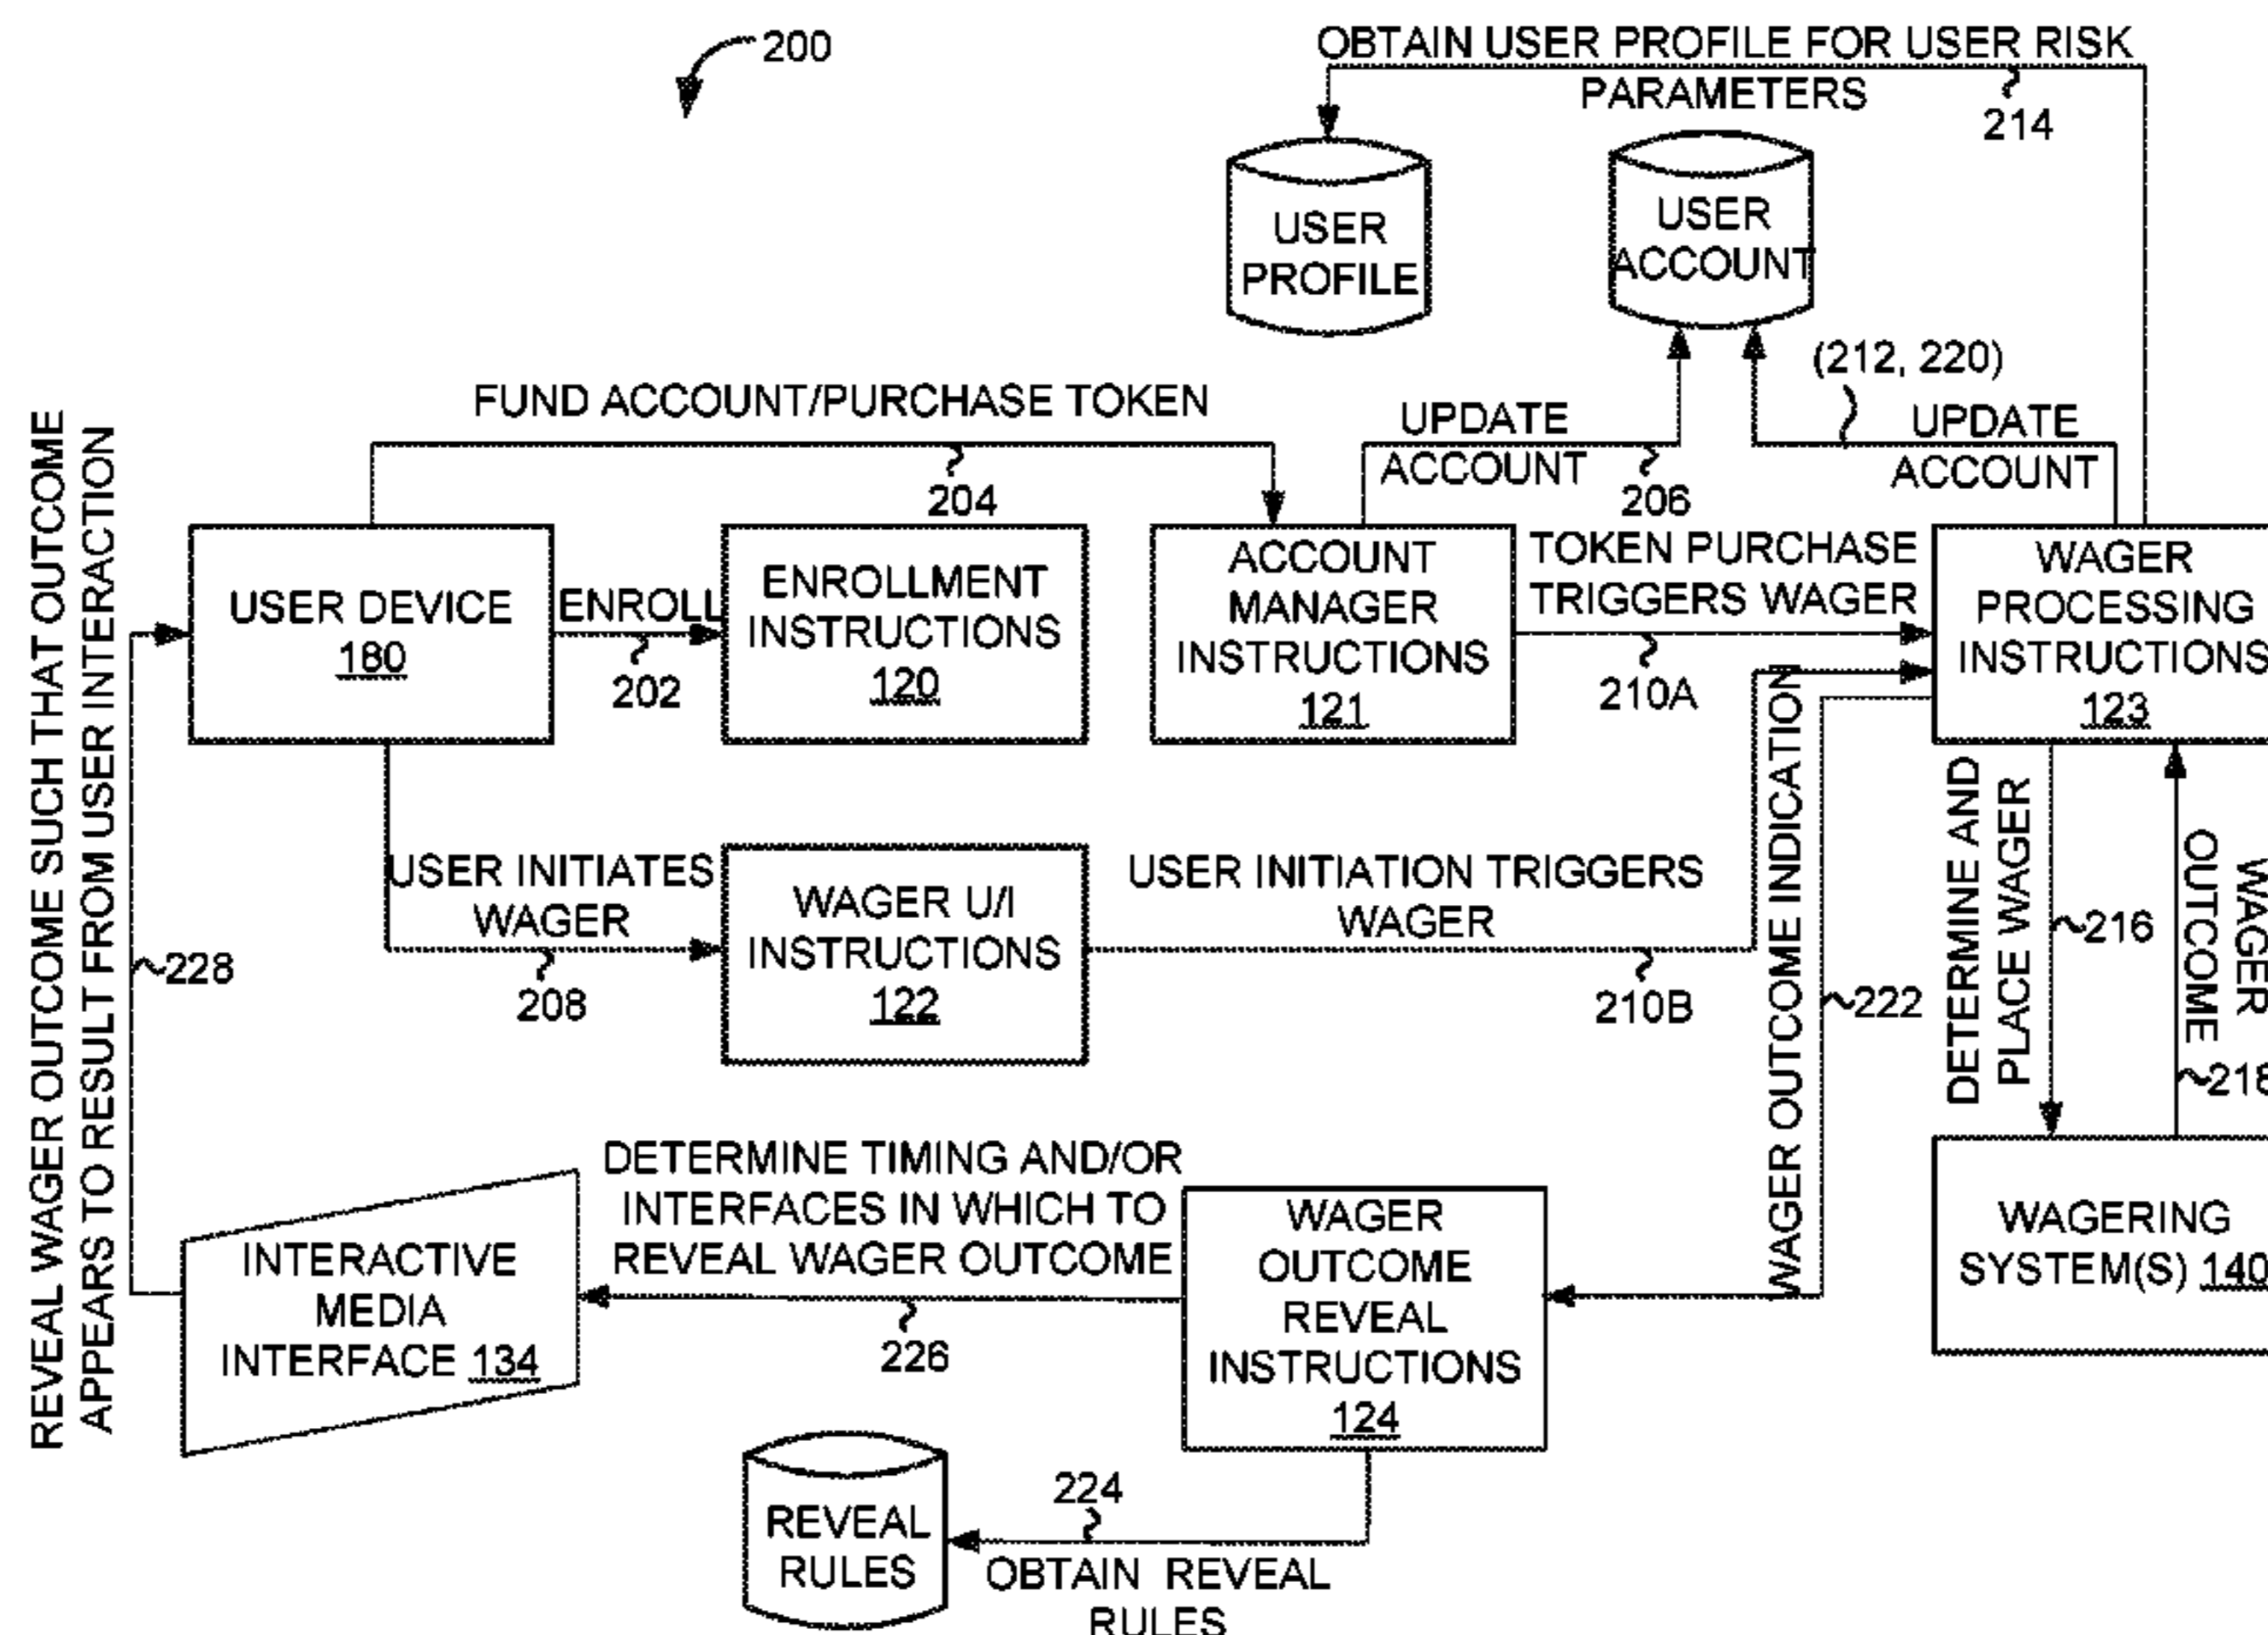 200
OBTAIN USER PROFILE FOR USER RISK
PARAMETERS
214
USER
PROFILE
USER
ACCOUNT
(212, 220)
FUND ACCOUNT/PURCHASE TOKEN
204
UPDATE
ACCOUNT
206
UPDATE
ACCOUNT
USER DEVICE
180
ENROLL
202
ENROLLMENT
INSTRUCTIONS
120
ACCOUNT
MANAGER
INSTRUCTIONS
121
TOKEN PURCHASE
TRIGGERS WAGER
210A
WAGER
PROCESSING
INSTRUCTIONS
123
USER INITIATES
WAGER
208
WAGER U/I
INSTRUCTIONS
122
USER INITIATION TRIGGERS
WAGER
210B
WAGER OUTCOME INDICATION
222
DETERMINE AND
PLACE WAGER
216
WAGER
OUTCOME
218
WAGERING
SYSTEM(S) 140
REVEAL WAGER OUTCOME SUCH THAT OUTCOME
APPEARS TO RESULT FROM USER INTERACTION
228
INTERACTIVE
MEDIA
INTERFACE 134
DETERMINE TIMING AND/OR
INTERFACES IN WHICH TO
REVEAL WAGER OUTCOME
226
WAGER
OUTCOME
REVEAL
INSTRUCTIONS
124
REVEAL
RULES
224
OBTAIN REVEAL
RULES